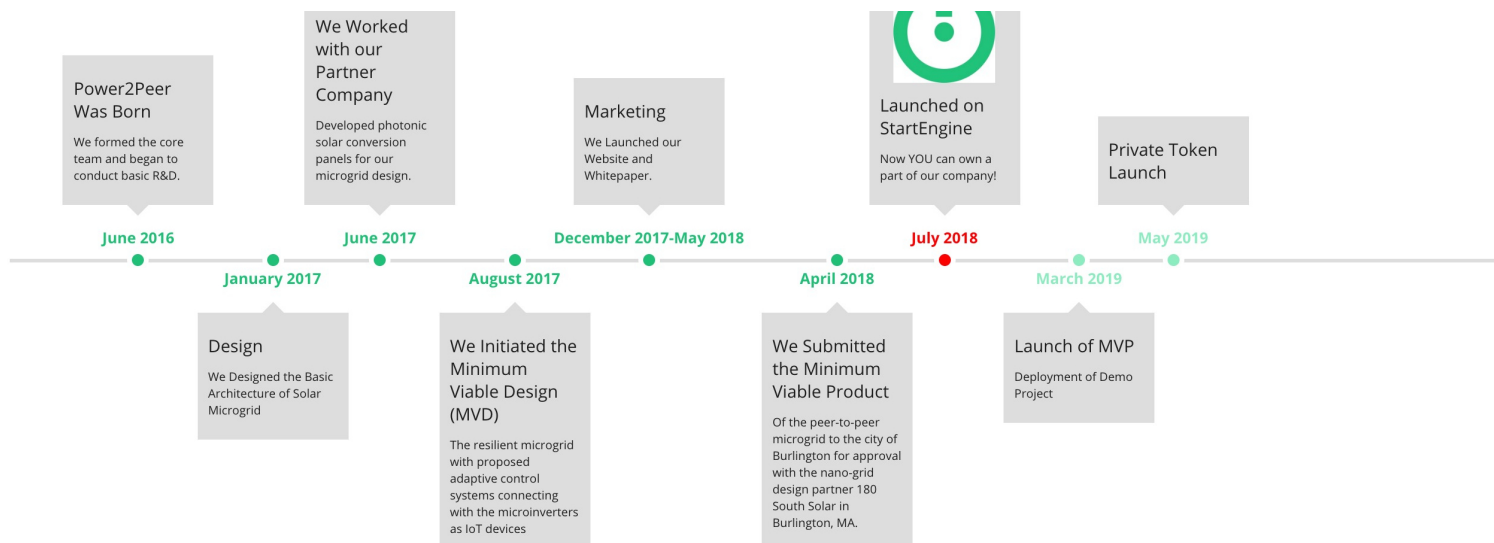 Power2Peer
Was Born
We formed the core
team and began to
conduct basic R&D.
June 2016
January 2017
Design
We Designed the Basic
Architecture of Solar
Microgrid
We Worked
with our
Partner
Company
Developed photonic
solar conversion
panels for our
microgrid design.
June 2017
August 2017
We Initiated the
Minimum
Viable Design
(MVD)
The resilient microgrid
with proposed
adaptive control
systems connecting
with the microinverters
as IoT devices
Marketing
We Launched our
Website and
Whitepaper.
December 2017-May 2018
April 2018
We Submitted
the Minimum
Viable Product
Of the peer-to-peer
microgrid to the city of
Burlington for approval
with the nano-grid
design partner 180
South Solar in
Burlington, MA.
Launched on
StartEngine
Now YOU can own a
part of our company!
July 2018
March 2019
Launch of MVP
Deployment of Demo
Project
Private Token
Launch
May 2019